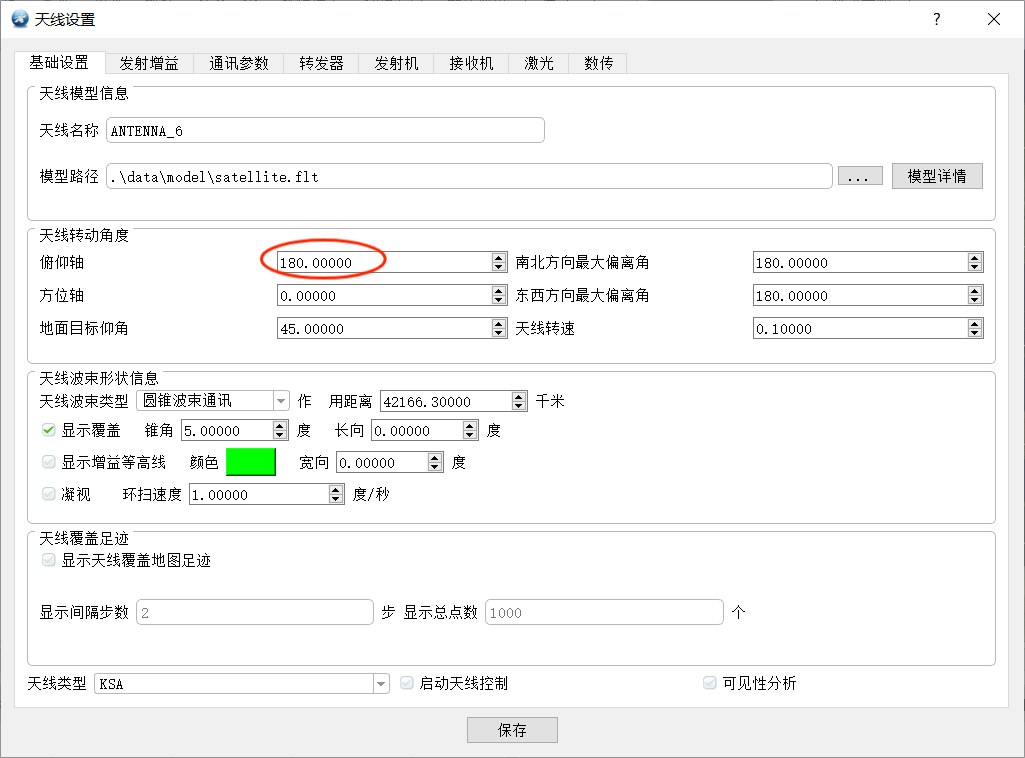 天线设置 ?
基础设置 发射增益 通讯参数 转发器 发射机 接收机 激光 数传
天线模型信息
天线名称 ANTENNA_6
模型路径 .\data\model\satellite.flt ... 模型详情
天线转动角度
俯仰轴 180.00000 南北方向最大偏离角 180.00000
方位轴 0.00000 东西方向最大偏离角 180.00000
地面目标仰角 45.00000 天线转速 0.10000
天线波束形状信息
天线波束类型 圆锥波束通讯 作 用距离 42166.30000 千米
显示覆盖 锥角 5.00000 度 长向 0.00000 度
显示增益等高线 颜色 宽向 0.00000 度
凝视 环扫速度 1.00000 度/秒
天线覆盖足迹
显示天线覆盖地图足迹
显示间隔步数 2 步 显示总点数 1000 个
天线类型 KSA 启动天线控制 可见性分析
保存